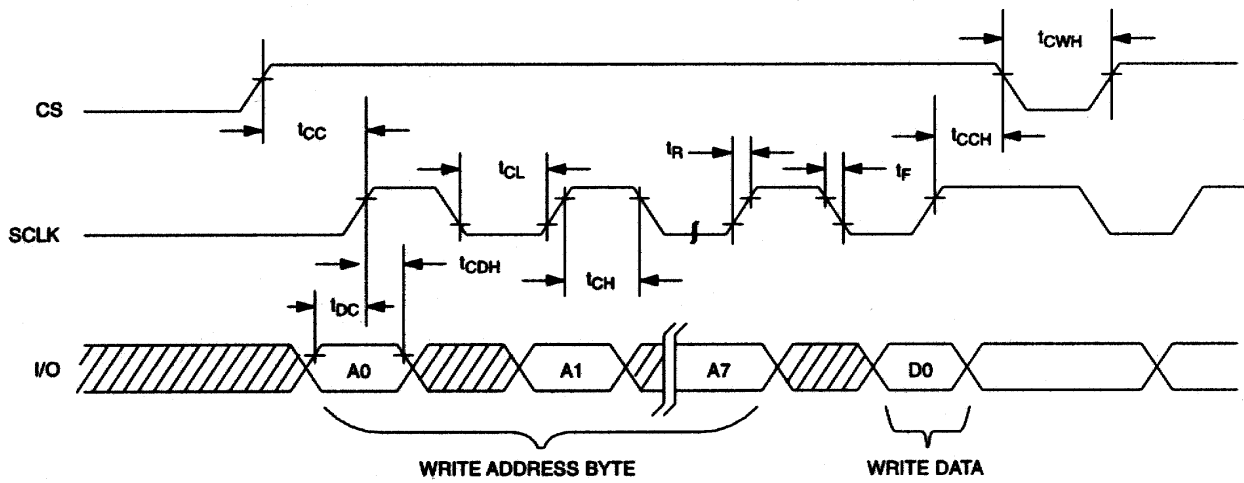 tCWH
CS
tCC
tCCH
tR
tCL
tF
SCLK
tCDH
tCH
tDC
I/O
A0
A1
A7
D0
WRITE ADDRESS BYTE
WRITE DATA